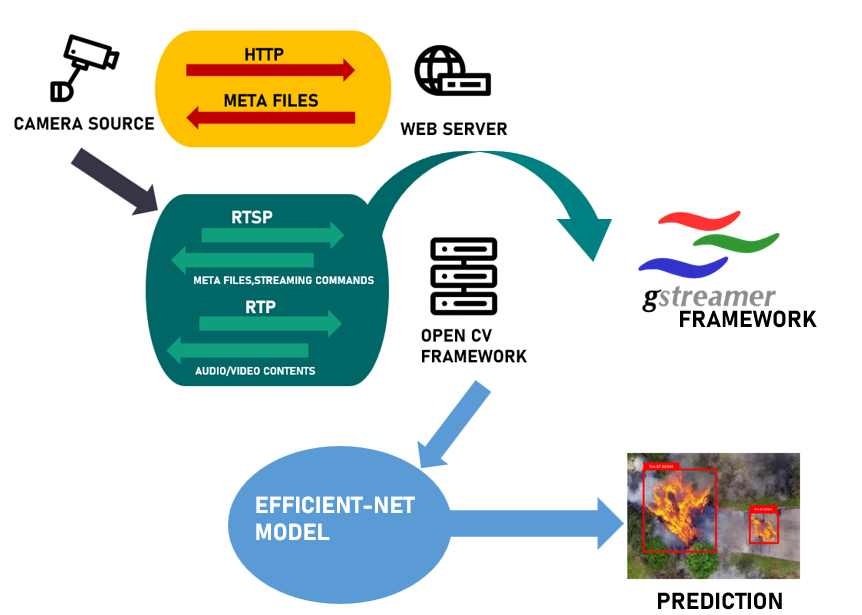 HTTP
META FILES
CAMERA SOURCE
WEB SERVER
RTSP
META FILES,STREAMING COMMANDS
RTP
AUDIO/VIDEO CONTENTS
OPEN CV
FRAMEWORK
gstreamer
FRAMEWORK
EFFICIENT-NET
MODEL
PREDICTION